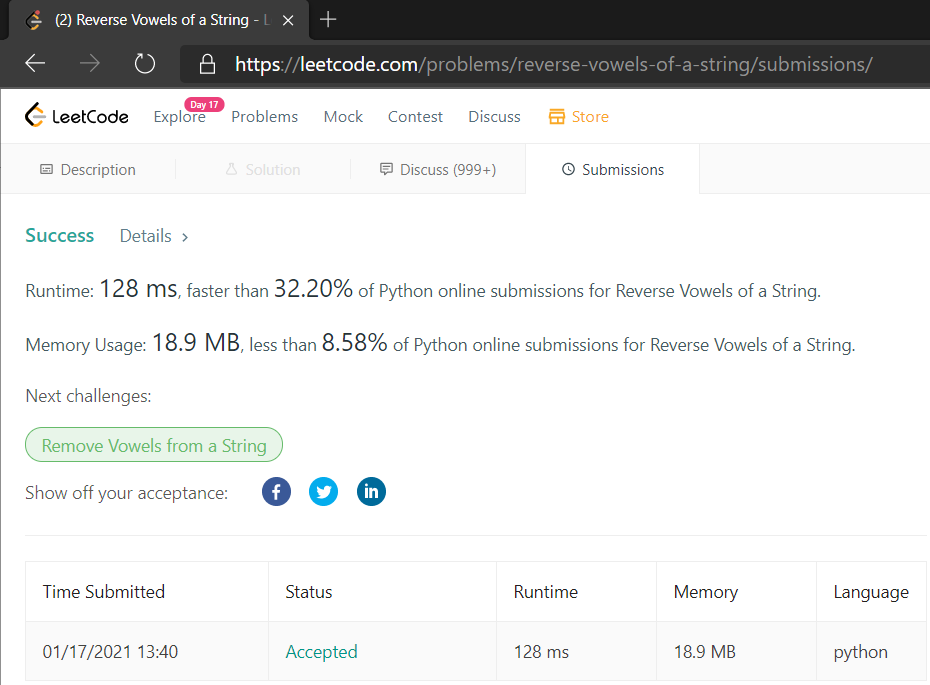 (2) Reverse Vowels of a String - L
https://leetcode.com/problems/reverse-vowels-of-a-string/submissions/
LeetCode Explore Day 17 Problems Mock Contest Discuss Store
Description Solution Discuss (999+) Submissions
Success Details >
Runtime: 128 ms, faster than 32.20% of Python online submissions for Reverse Vowels of a String.
Memory Usage: 18.9 MB, less than 8.58% of Python online submissions for Reverse Vowels of a String.
Next challenges:
Remove Vowels from a String
Show off your acceptance:
Time Submitted Status Runtime Memory Language
01/17/2021 13:40 Accepted 128 ms 18.9 MB python